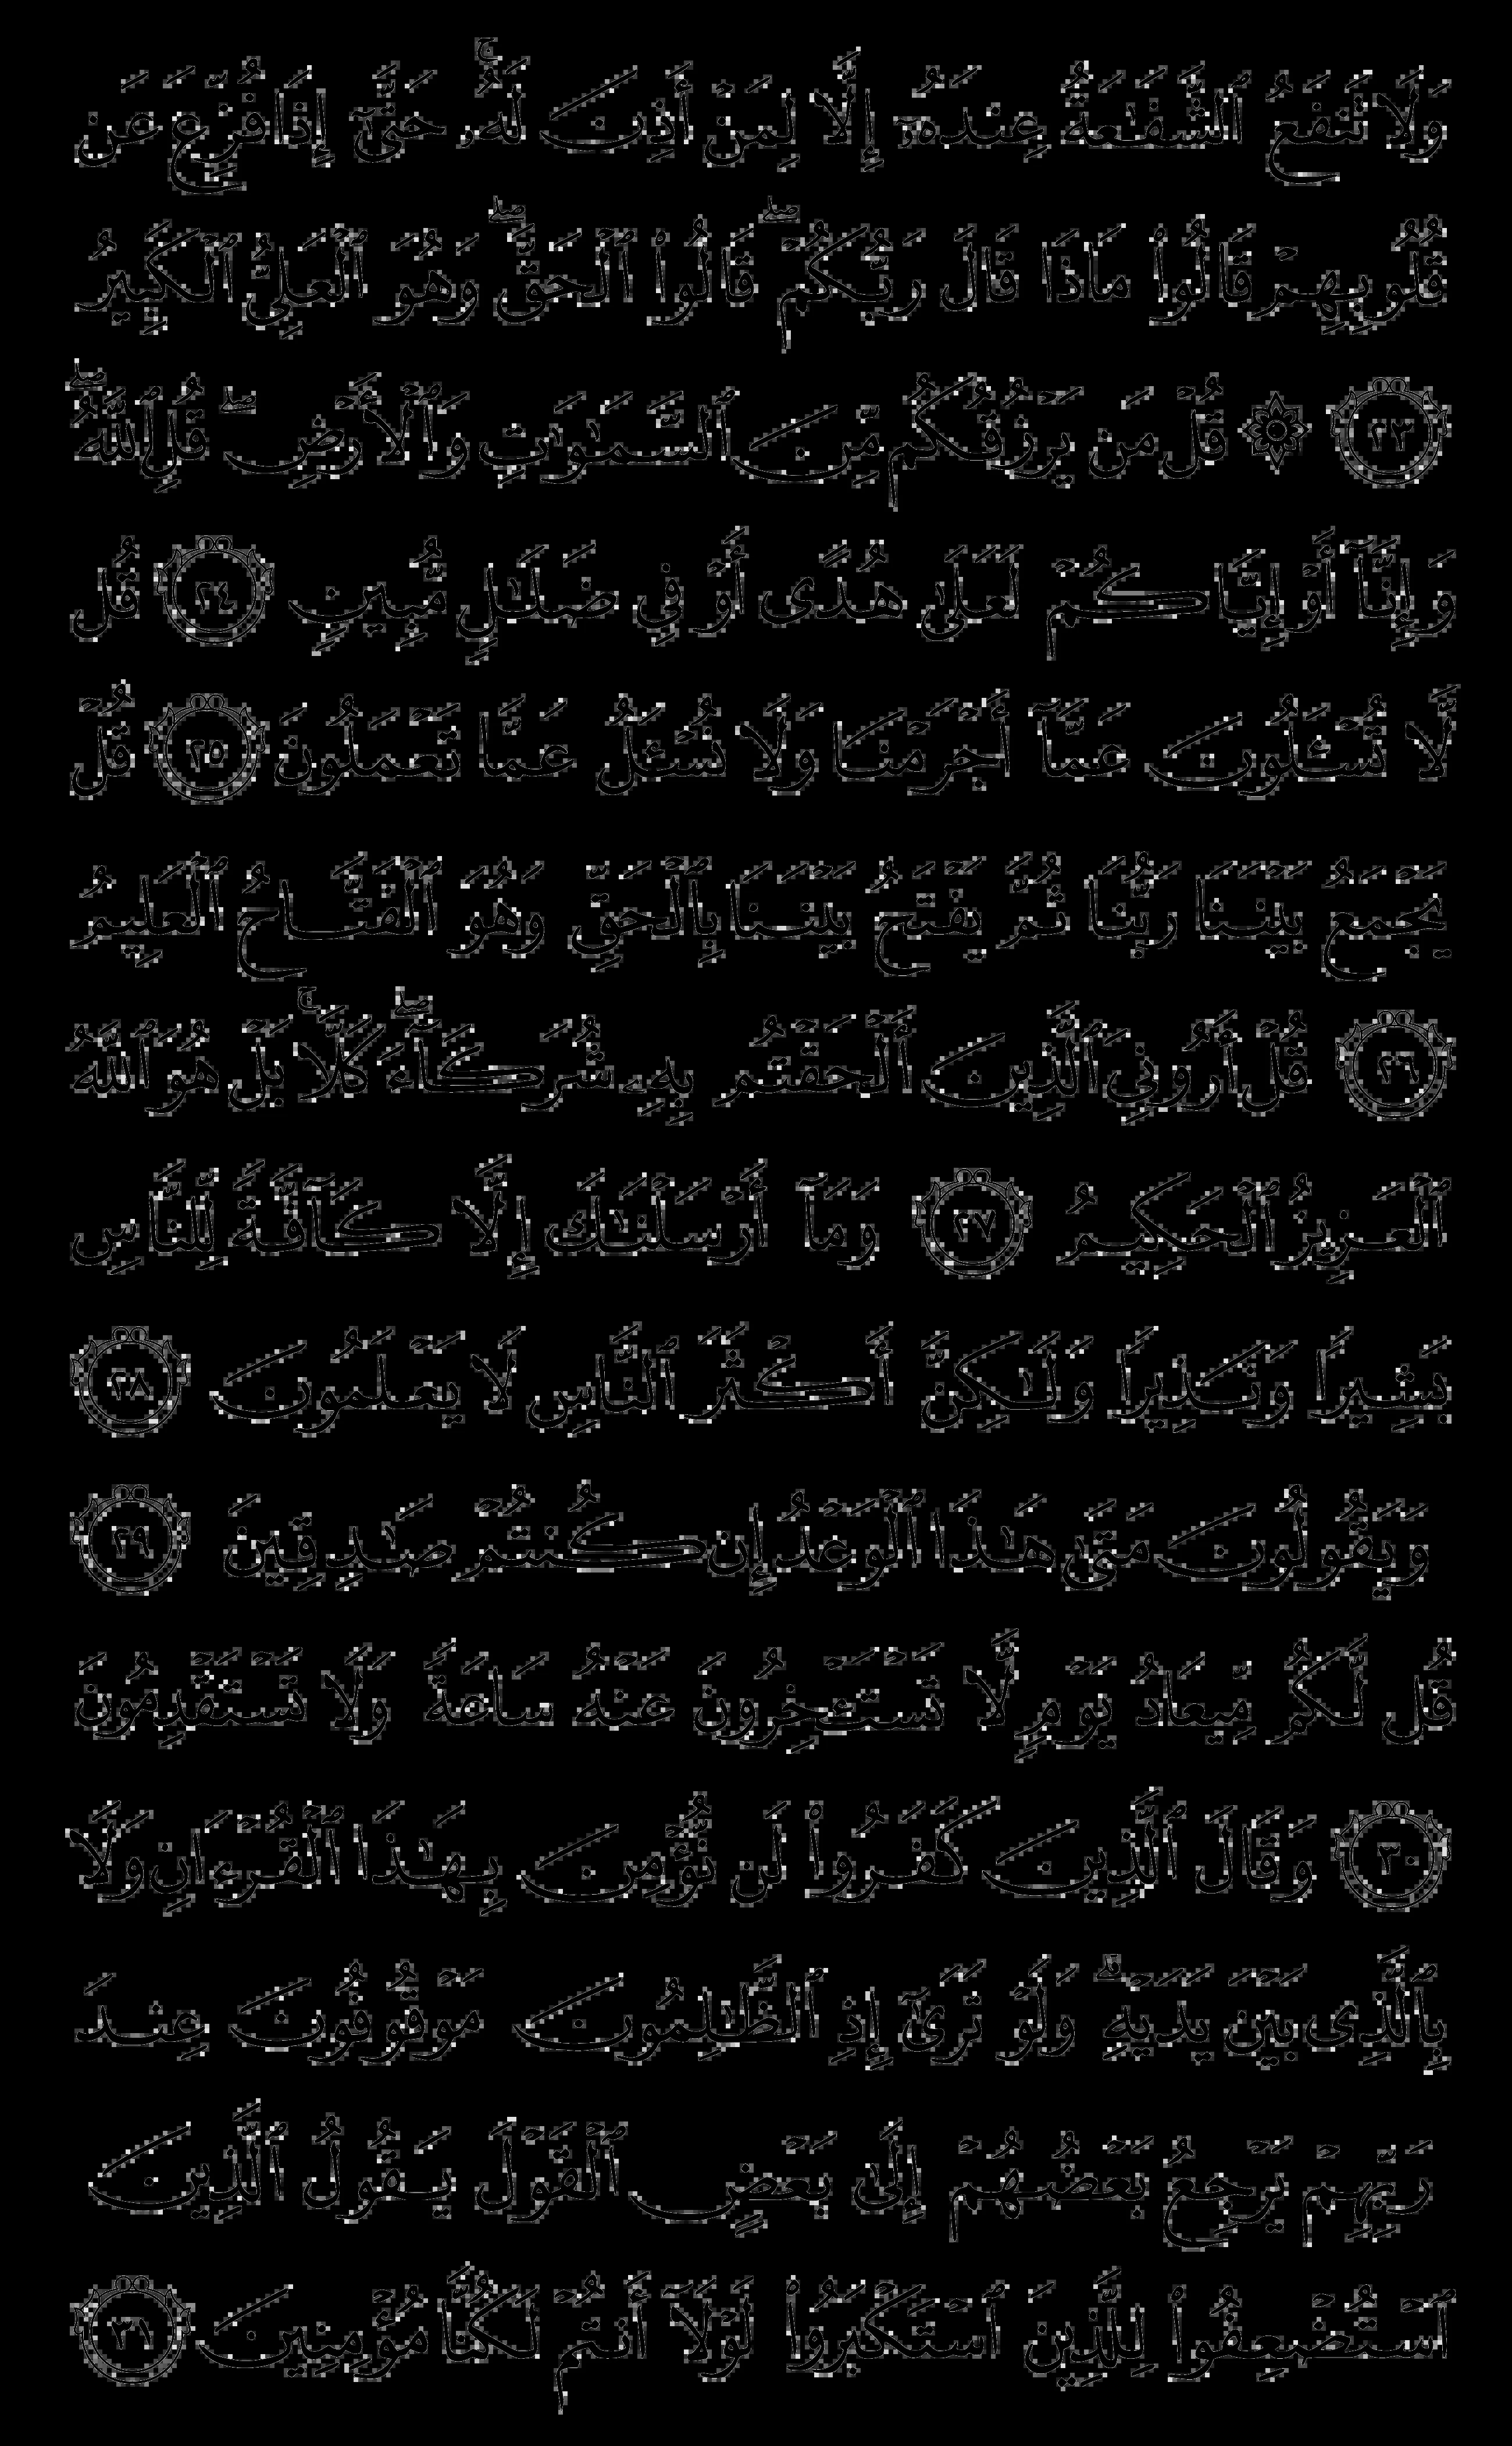 وَلَا تَنفَعُ ٱلشَّفَٰعَةُ عِندَهُۥٓ إِلَّا لِمَنْ أَذِنَ لَهُۥ ۚ حَتَّىٰٓ إِذَا فُزِّعَ عَن
قُلُوبِهِمْ قَالُوا۟ مَاذَا قَالَ رَبُّكُمْ ۖ قَالُوا۟ ٱلْحَقَّ ۖ وَهُوَ ٱلْعَلِىُّ ٱلْكَبِيرُ
٢٣ ۞ قُلْ مَن يَرْزُقُكُم مِّنَ ٱلسَّمَٰوَٰتِ وَٱلْأَرْضِ ۖ قُلِ ٱللَّهُ ۖ
وَإِنَّآ أَوْ إِيَّاكُمْ لَعَلَىٰ هُدًى أَوْ فِى ضَلَٰلٍ مُّبِينٍ ٢٤ قُل
لَّا تُسْـَٔلُونَ عَمَّآ أَجْرَمْنَا وَلَا نُسْـَٔلُ عَمَّا تَعْمَلُونَ ٢٥ قُلْ
يَجْمَعُ بَيْنَنَا رَبُّنَا ثُمَّ يَفْتَحُ بَيْنَنَا بِٱلْحَقِّ وَهُوَ ٱلْفَتَّاحُ ٱلْعَلِيمُ
٢٦ قُلْ أَرُونِىَ ٱلَّذِينَ أَلْحَقْتُم بِهِۦ شُرَكَآءَ ۖ كَلَّا ۚ بَلْ هُوَ ٱللَّهُ
ٱلْعَزِيزُ ٱلْحَكِيمُ ٢٧ وَمَآ أَرْسَلْنَٰكَ إِلَّا كَآفَّةً لِّلنَّاسِ
بَشِيرًا وَنَذِيرًا وَلَٰكِنَّ أَكْثَرَ ٱلنَّاسِ لَا يَعْلَمُونَ ٢٨
وَيَقُولُونَ مَتَىٰ هَٰذَا ٱلْوَعْدُ إِن كُنتُمْ صَٰدِقِينَ ٢٩
قُل لَّكُم مِّيعَادُ يَوْمٍ لَّا تَسْتَـْٔخِرُونَ عَنْهُ سَاعَةً وَلَا تَسْتَقْدِمُونَ
٣٠ وَقَالَ ٱلَّذِينَ كَفَرُوا۟ لَن نُّؤْمِنَ بِهَٰذَا ٱلْقُرْءَانِ وَلَا
بِٱلَّذِى بَيْنَ يَدَيْهِ ۗ وَلَوْ تَرَىٰٓ إِذِ ٱلظَّٰلِمُونَ مَوْقُوفُونَ عِندَ
رَبِّهِمْ يَرْجِعُ بَعْضُهُمْ إِلَىٰ بَعْضٍ ٱلْقَوْلَ يَقُولُ ٱلَّذِينَ
ٱسْتُضْعِفُوا۟ لِلَّذِينَ ٱسْتَكْبَرُوا۟ لَوْلَآ أَنتُمْ لَكُنَّا مُؤْمِنِينَ ٣١